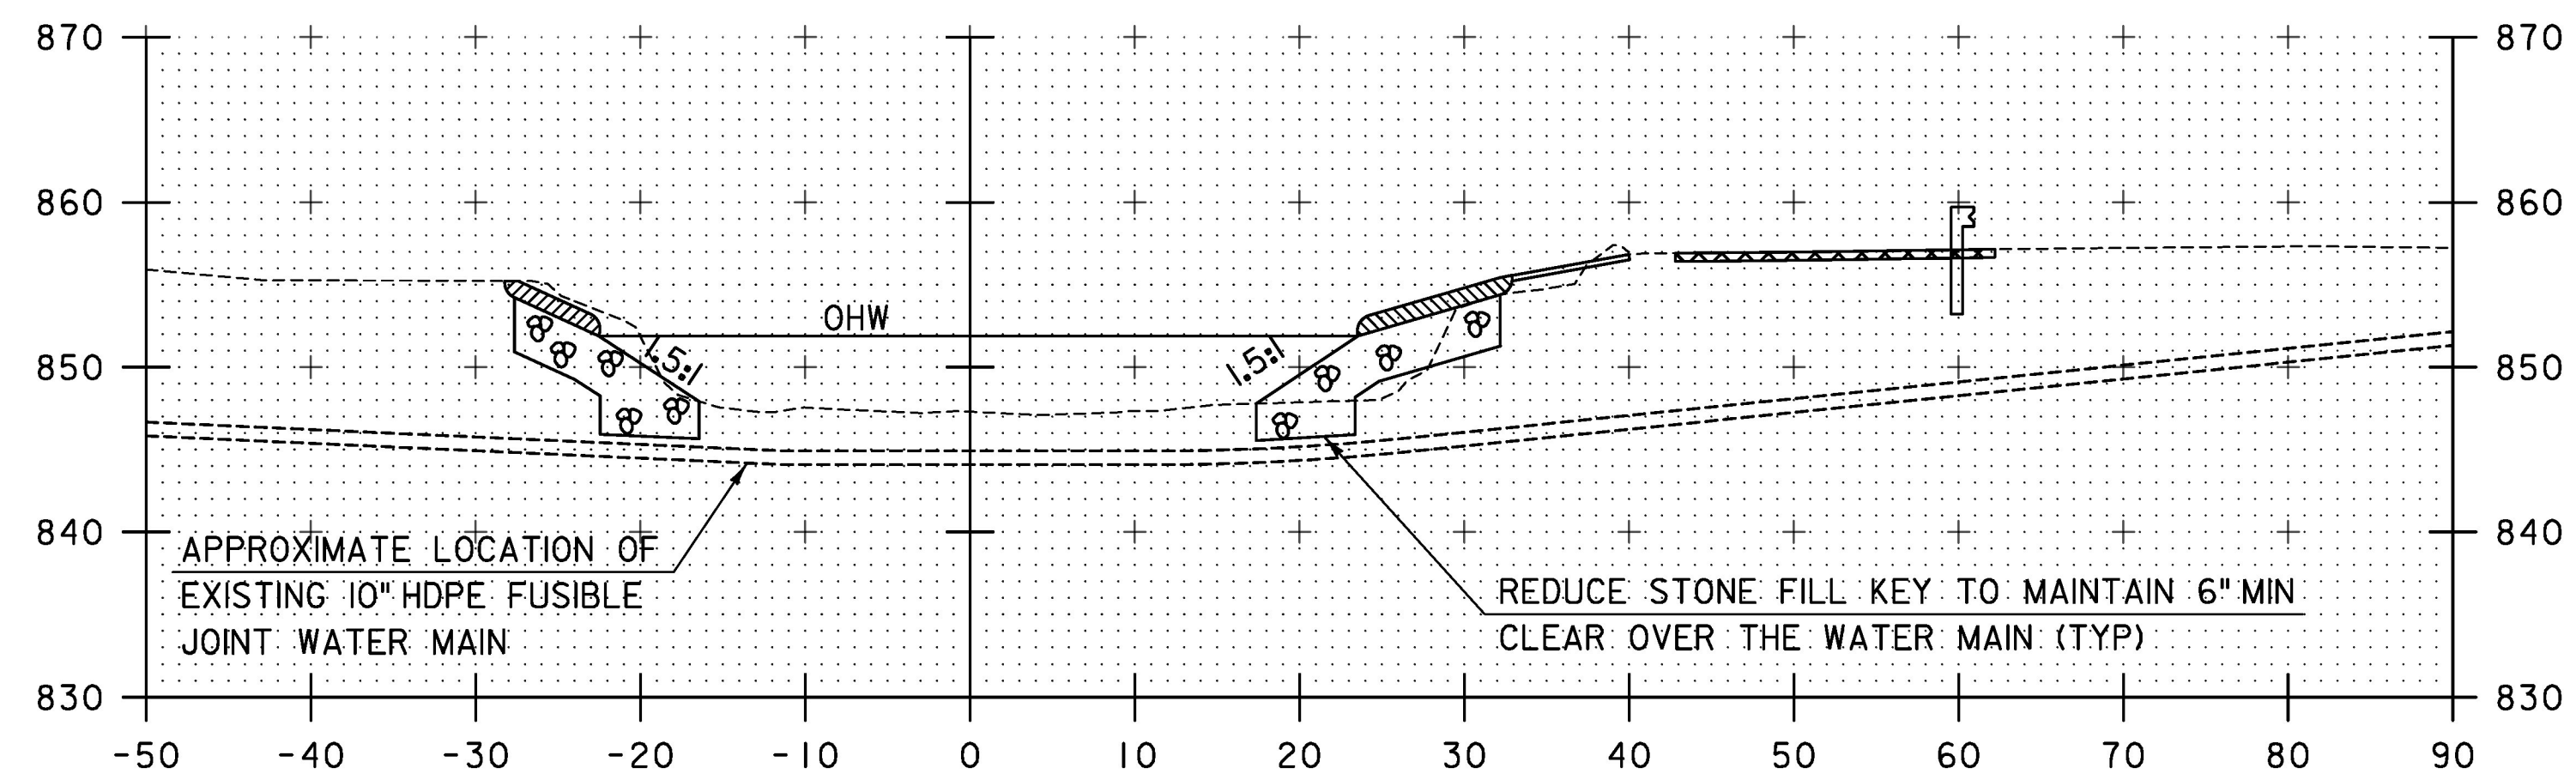 870 870
860 860
OHW
1.5:1 1.5:1
850 850
840 840
APPROXIMATE LOCATION OF
EXISTING 10" HDPE FUSIBLE
JOINT WATER MAIN
REDUCE STONE FILL KEY TO MAINTAIN 6" MIN
CLEAR OVER THE WATER MAIN (TYP)
830 830
-50 -40 -30 -20 -10 0 10 20 30 40 50 60 70 80 90